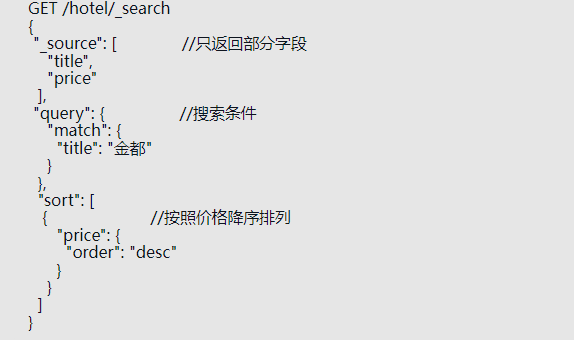 GET /hotel/_search
{
"_source": [ //只返回部分字段
"title",
"price"
],
"query": { //搜索条件
"match": {
"title": "金都"
}
},
"sort": [
{ //按照价格降序排列
"price": {
"order": "desc"
}
}
]
}